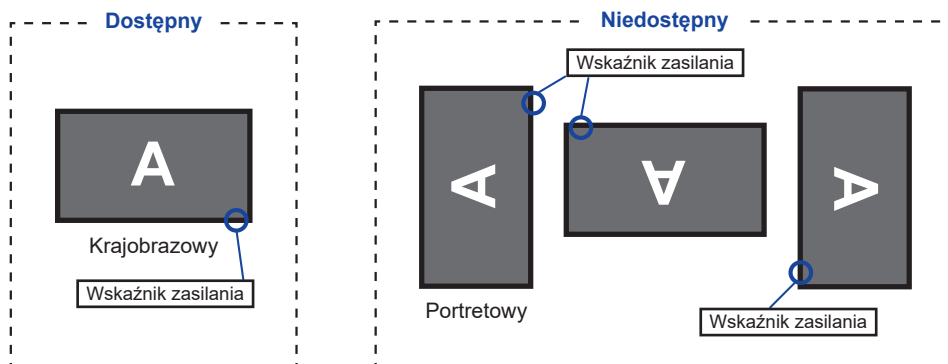 Dostępny
A
Krajobrazowy
Wskaźnik zasilania
Niedostępny
Wskaźnik zasilania
A
A
A
Portretowy
Wskaźnik zasilania